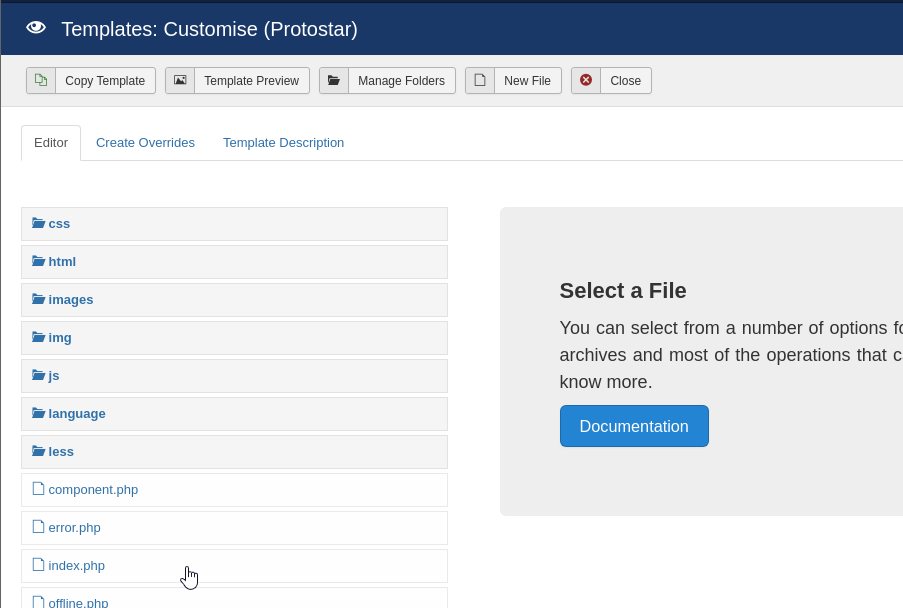 Templates: Customise (Protostar)
Copy Template Template Preview Manage Folders New File Close
Editor Create Overrides Template Description
css
html
images
img
js
language
less
component.php
error.php
index.php
offline.php
Select a File
You can select from a number of options fo
archives and most of the operations that c
know more.
Documentation